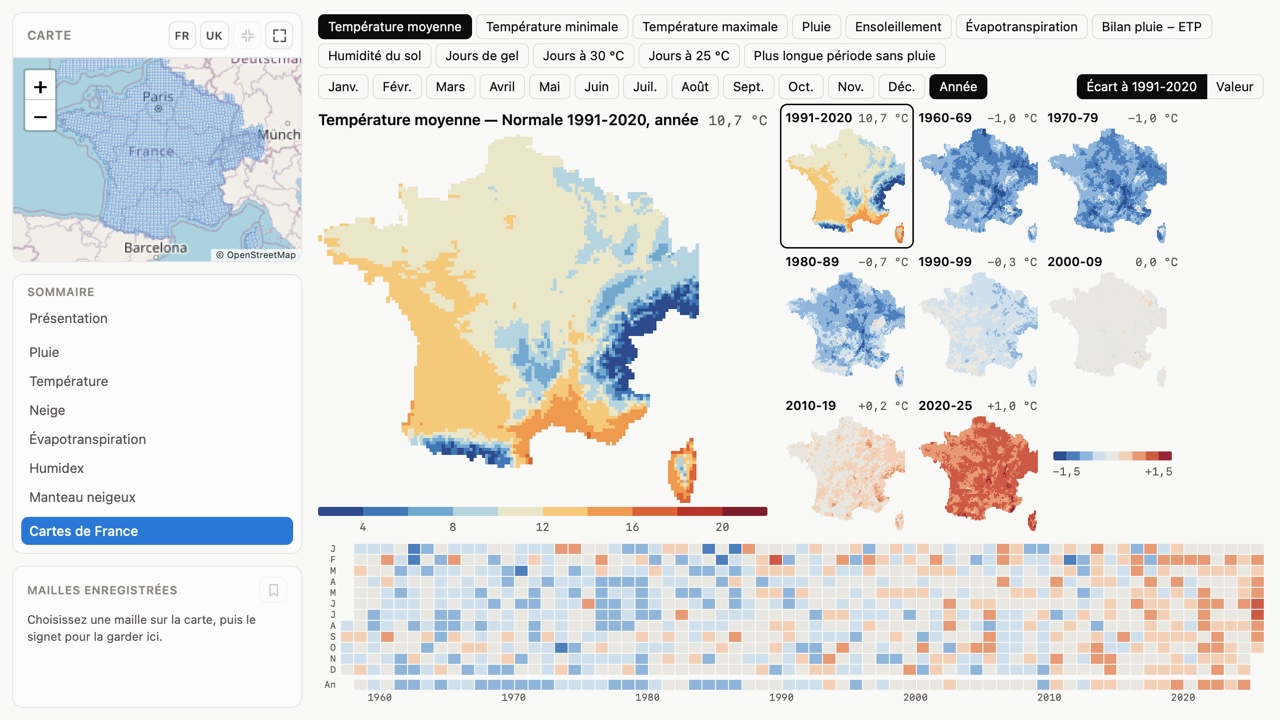 CARTE
FR
UK
Deutschland
+
−
Paris
Münch
France
Barcelona
© OpenStreetMap
SOMMAIRE
Présentation
Pluie
Température
Neige
Évapotranspiration
Humidex
Manteau neigeux
Cartes de France
MAILLES ENREGISTRÉES
Choisissez une maille sur la carte, puis le
signet pour la garder ici.
Température moyenne Température minimale Température maximale Pluie Ensoleillement Évapotranspiration Bilan pluie – ETP
Humidité du sol Jours de gel Jours à 30 °C Jours à 25 °C Plus longue période sans pluie
Janv. Févr. Mars Avril Mai Juin Juil. Août Sept. Oct. Nov. Déc. Année Écart à 1991-2020 Valeur
Température moyenne — Normale 1991-2020, année 10,7 °C
4 8 12 16 20
1991-2020 10,7 °C 1960-69 −1,0 °C 1970-79 −1,0 °C
1980-89 −0,7 °C 1990-99 −0,3 °C 2000-09 0,0 °C
2010-19 +0,2 °C 2020-25 +1,0 °C
−1,5 +1,5
J
F
M
A
M
J
J
A
S
O
N
D
An
1960 1970 1980 1990 2000 2010 2020